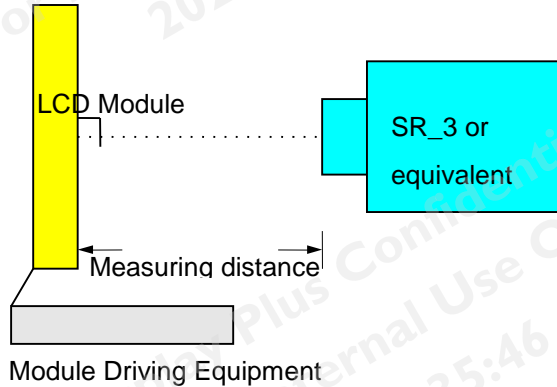 LCD Module
SR_3 or
equivalent
Measuring distance
Module Driving Equipment